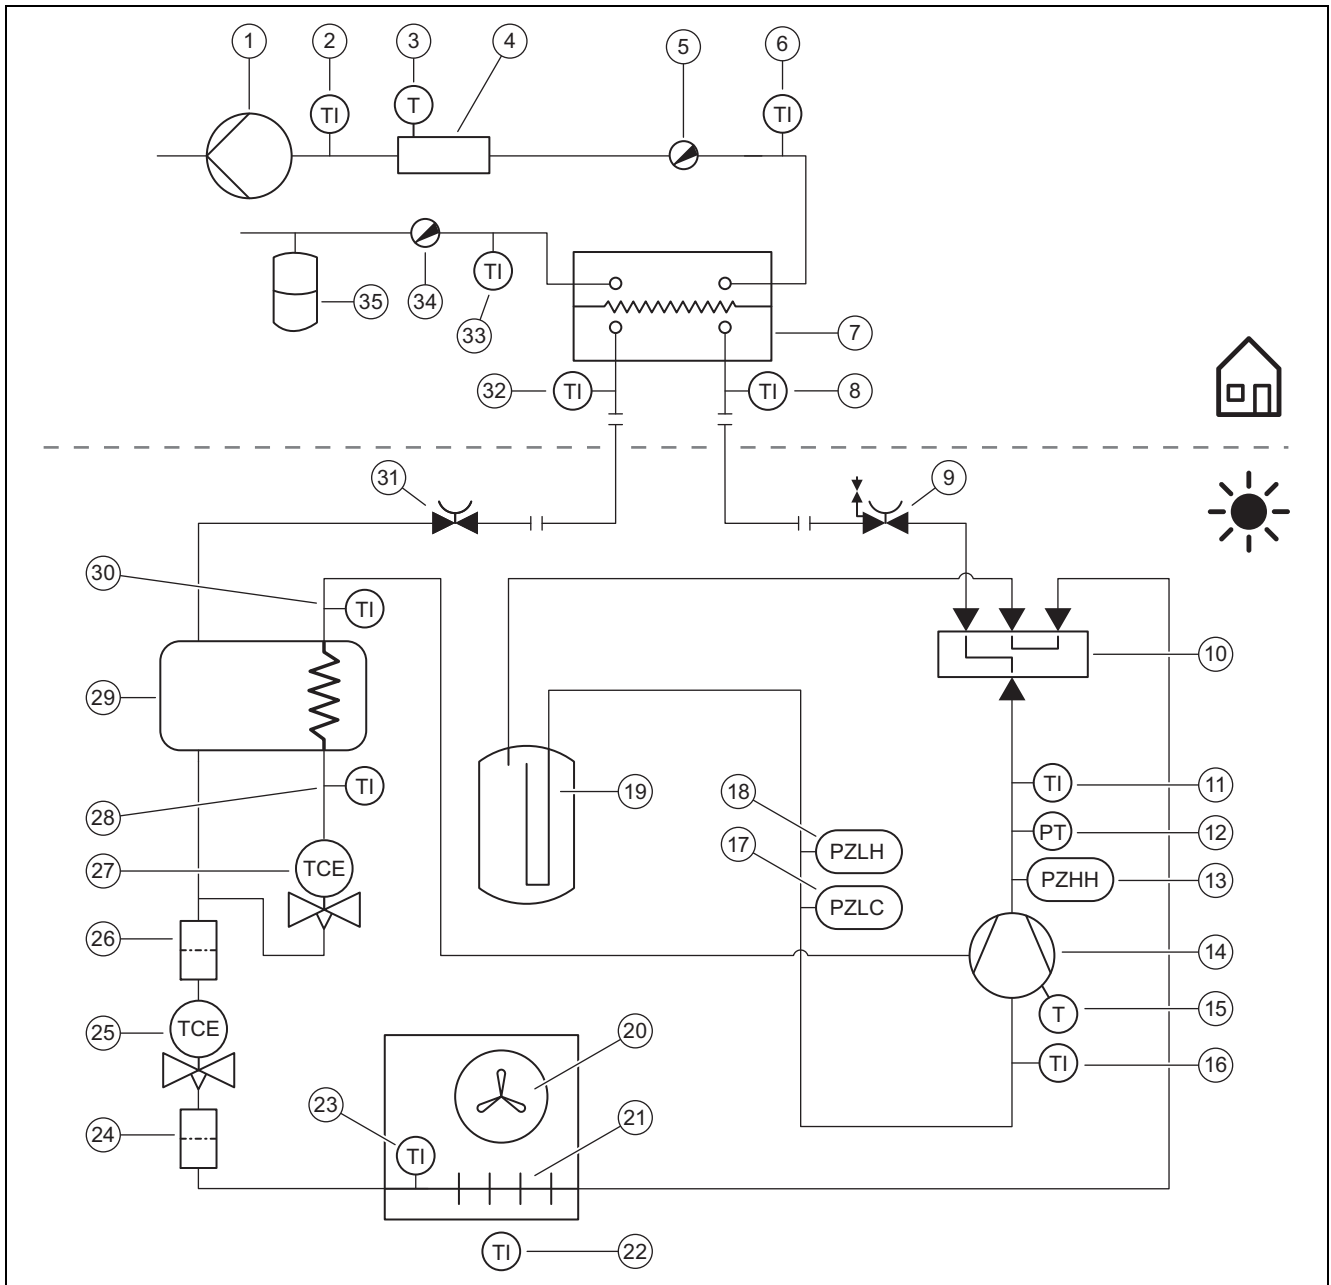 1 2 3 4 5 6
TI T TI
35 34 TI
33
7
32 TI TI 8
31 9
30
TI
10
29
28 TI
19
18 PZLH
17 PZLC
TI 11
PT 12
PZHH 13
27 TCE
26
14
25 TCE
T 15
TI 16
20
23
TI
21
24
TI 22